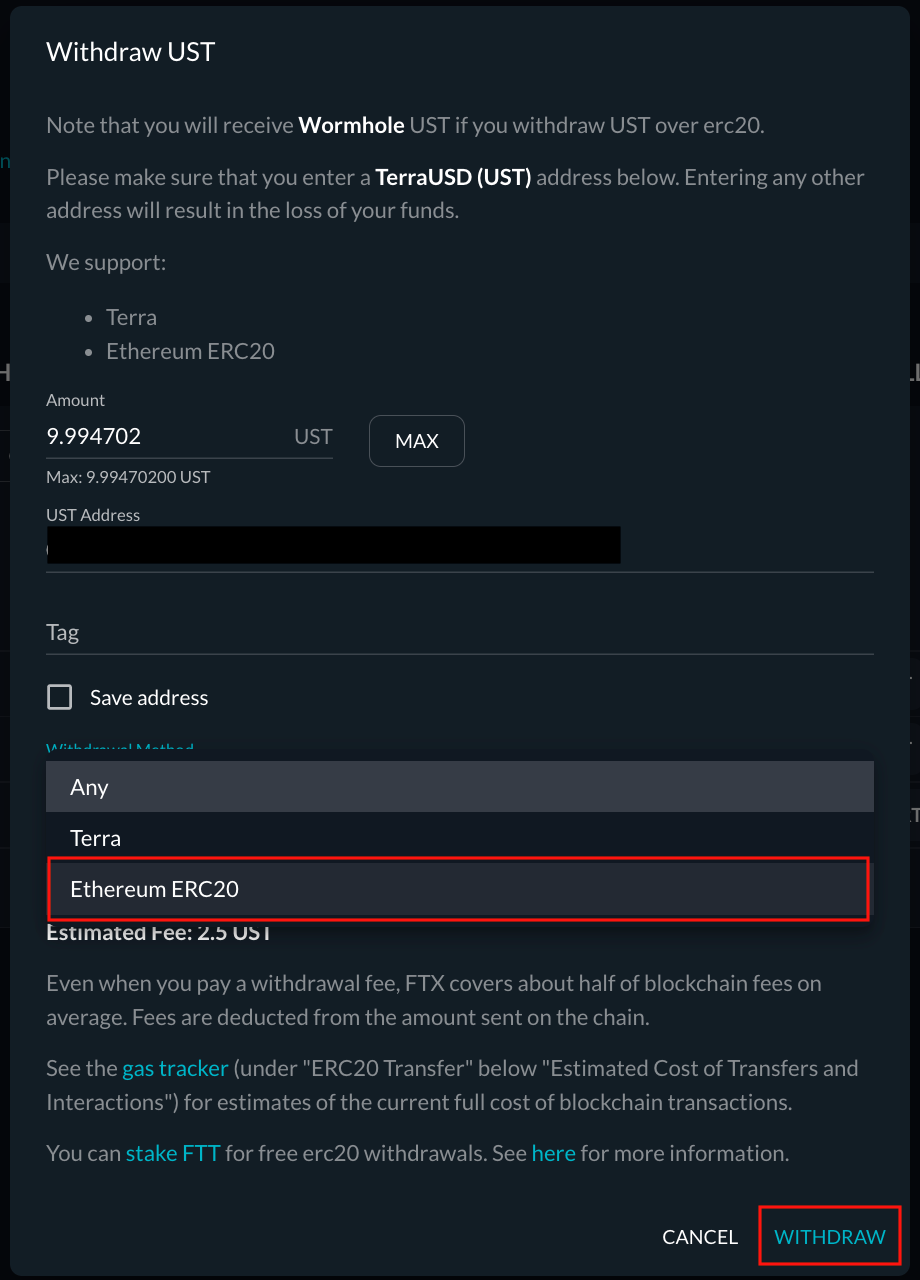 Withdraw UST
Note that you will receive Wormhole UST if you withdraw UST over erc20.
Please make sure that you enter a TerraUSD (UST) address below. Entering any other
address will result in the loss of your funds.
We support:
• Terra
• Ethereum ERC20
Amount
9.994702 UST MAX
Max: 9.99470200 UST
UST Address
Tag
Save address
Withdrawal Method
Any
Terra
Ethereum ERC20
Estimated Fee: 2.5 UST
Even when you pay a withdrawal fee, FTX covers about half of blockchain fees on
average. Fees are deducted from the amount sent on the chain.
See the gas tracker (under "ERC20 Transfer" below "Estimated Cost of Transfers and
Interactions") for estimates of the current full cost of blockchain transactions.
You can stake FTT for free erc20 withdrawals. See here for more information.
CANCEL WITHDRAW